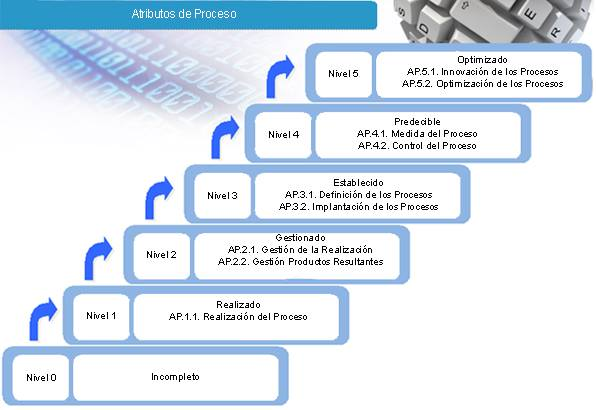 Atributos de Proceso
Nivel 5
Optimizado
AP.5.1. Innovación de los Procesos
AP.5.2. Optimización de los Procesos
Nivel 4
Predecible
AP.4.1. Medida del Proceso
AP.4.2. Control del Proceso
Nivel 3
Establecido
AP.3.1. Definición de los Procesos
AP.3.2. Implantación de los Procesos
Nivel 2
Gestionado
AP.2.1. Gestión de la Realización
AP.2.2. Gestión Productos Resultantes
Nivel 1
Realizado
AP.1.1. Realización del Proceso
Nivel 0
Incompleto